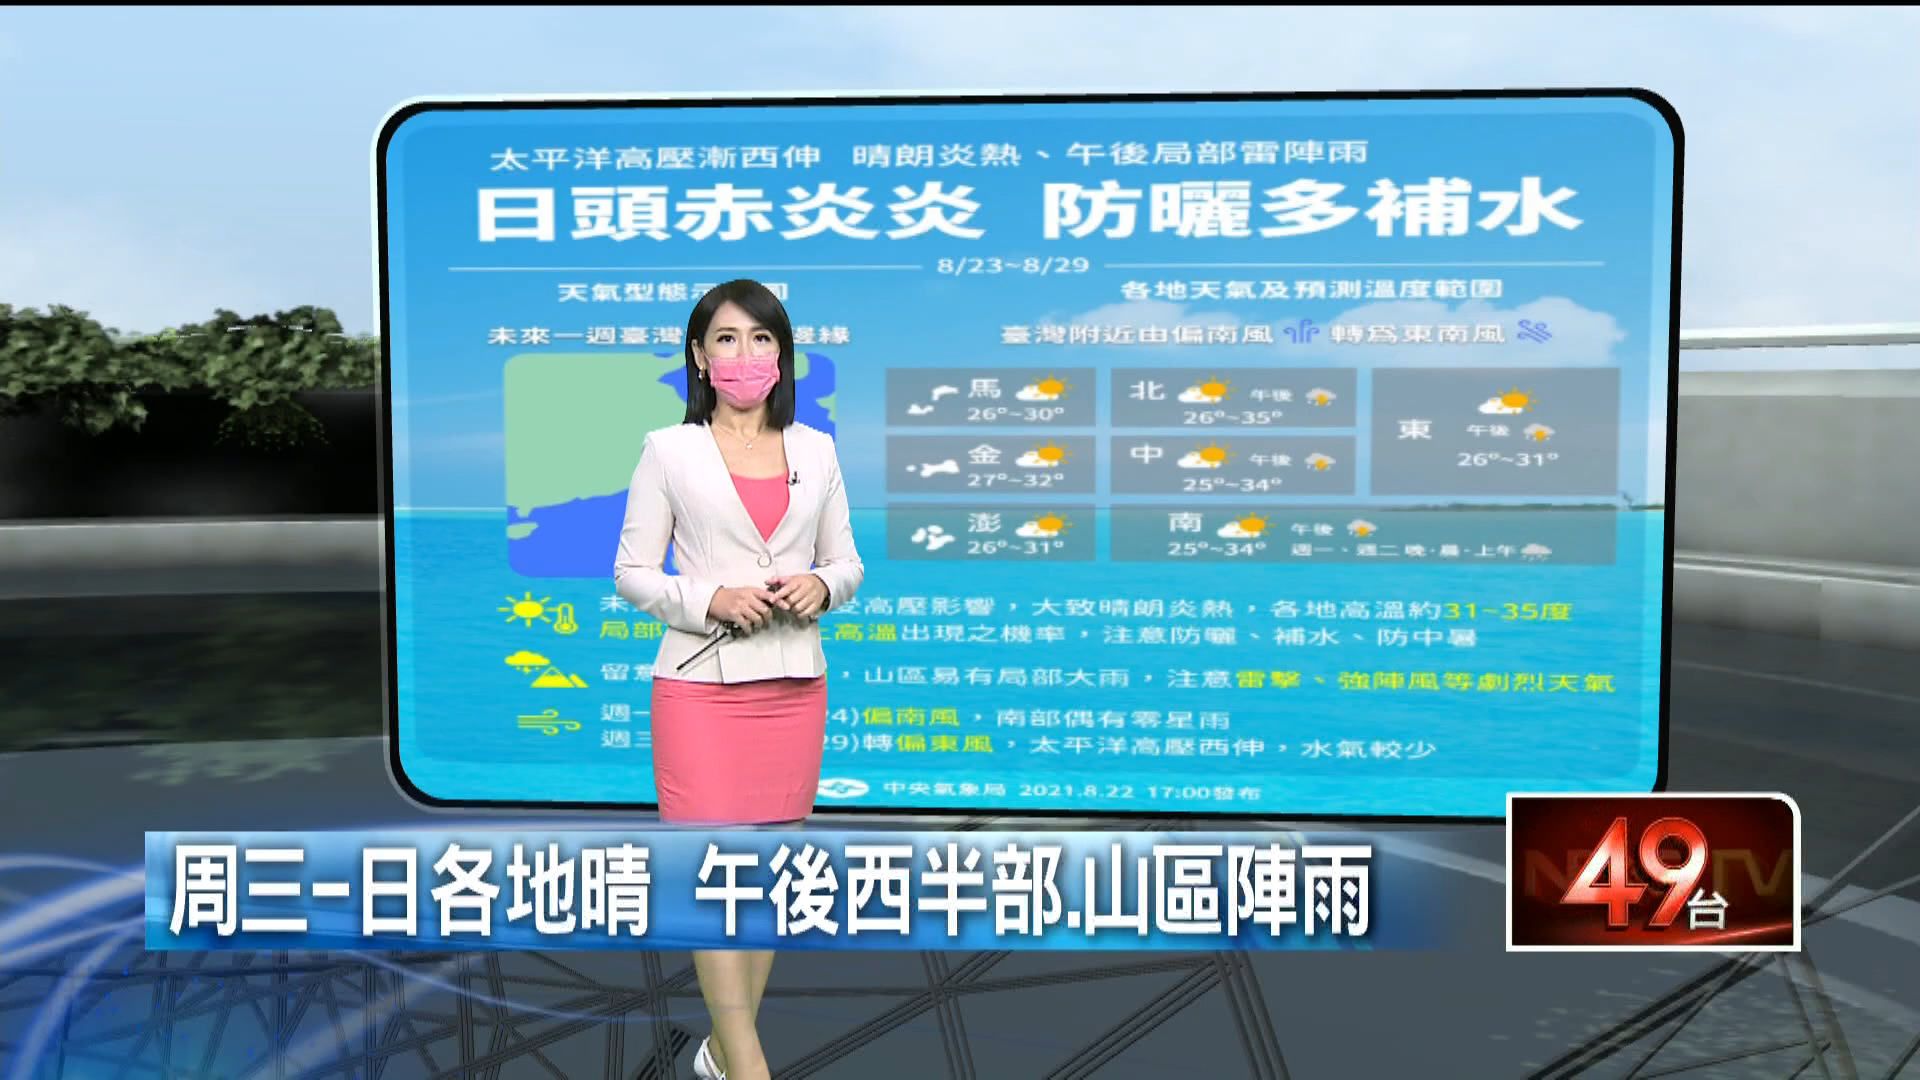 太平洋高壓漸西伸 晴朗炎熱、午後局部雷陣雨
日頭赤炎炎 防曬多補水
8/23~8/29
天氣型態示 圖
未來一週臺灣 邊緣
各地天氣及預測溫度範圍
臺灣附近由偏南風 轉為東南風
馬
26°~30°
北 午後
26°~35°
東 午後
26°~31°
金
27°~32°
中 午後
25°~34°
澎
26°~31°
南 午後
25°~34° 週一、週二 晚.晨.上午
未 受高壓影響，大致晴朗炎熱，各地高溫約31~35度
局部 上高溫出現之機率，注意防曬、補水、防中暑
留意 ，山區易有局部大雨，注意雷擊、強陣風等劇烈天氣
週一 24)偏南風，南部偶有零星雨
週三 29)轉偏東風，太平洋高壓西伸，水氣較少
中央氣象局 2021.8.22 17:00發布
周三-日各地晴 午後西半部.山區陣雨
49台